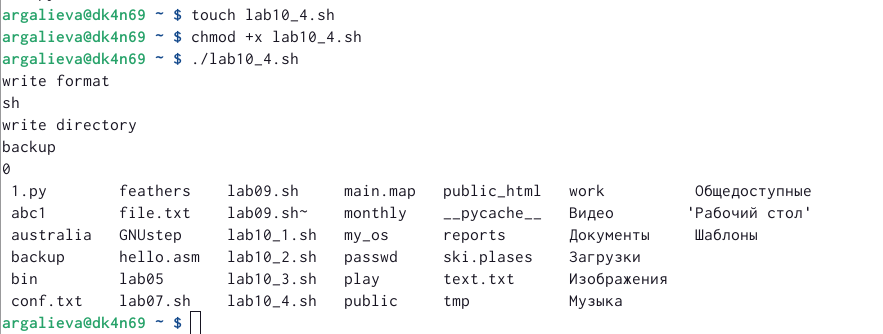 argalieva@dk4n69 ~ $ touch lab10_4.sh
argalieva@dk4n69 ~ $ chmod +x lab10_4.sh
argalieva@dk4n69 ~ $ ./lab10_4.sh
write format
sh
write directory
backup
0
1.py feathers lab09.sh main.map public_html work Общедоступные
abc1 file.txt lab09.sh~ monthly __pycache__ Видео 'Рабочий стол'
australia GNUstep lab10_1.sh my_os reports Документы Шаблоны
backup hello.asm lab10_2.sh passwd ski.plases Загрузки
bin lab05 lab10_3.sh play text.txt Изображения
conf.txt lab07.sh lab10_4.sh public tmp Музыка
argalieva@dk4n69 ~ $